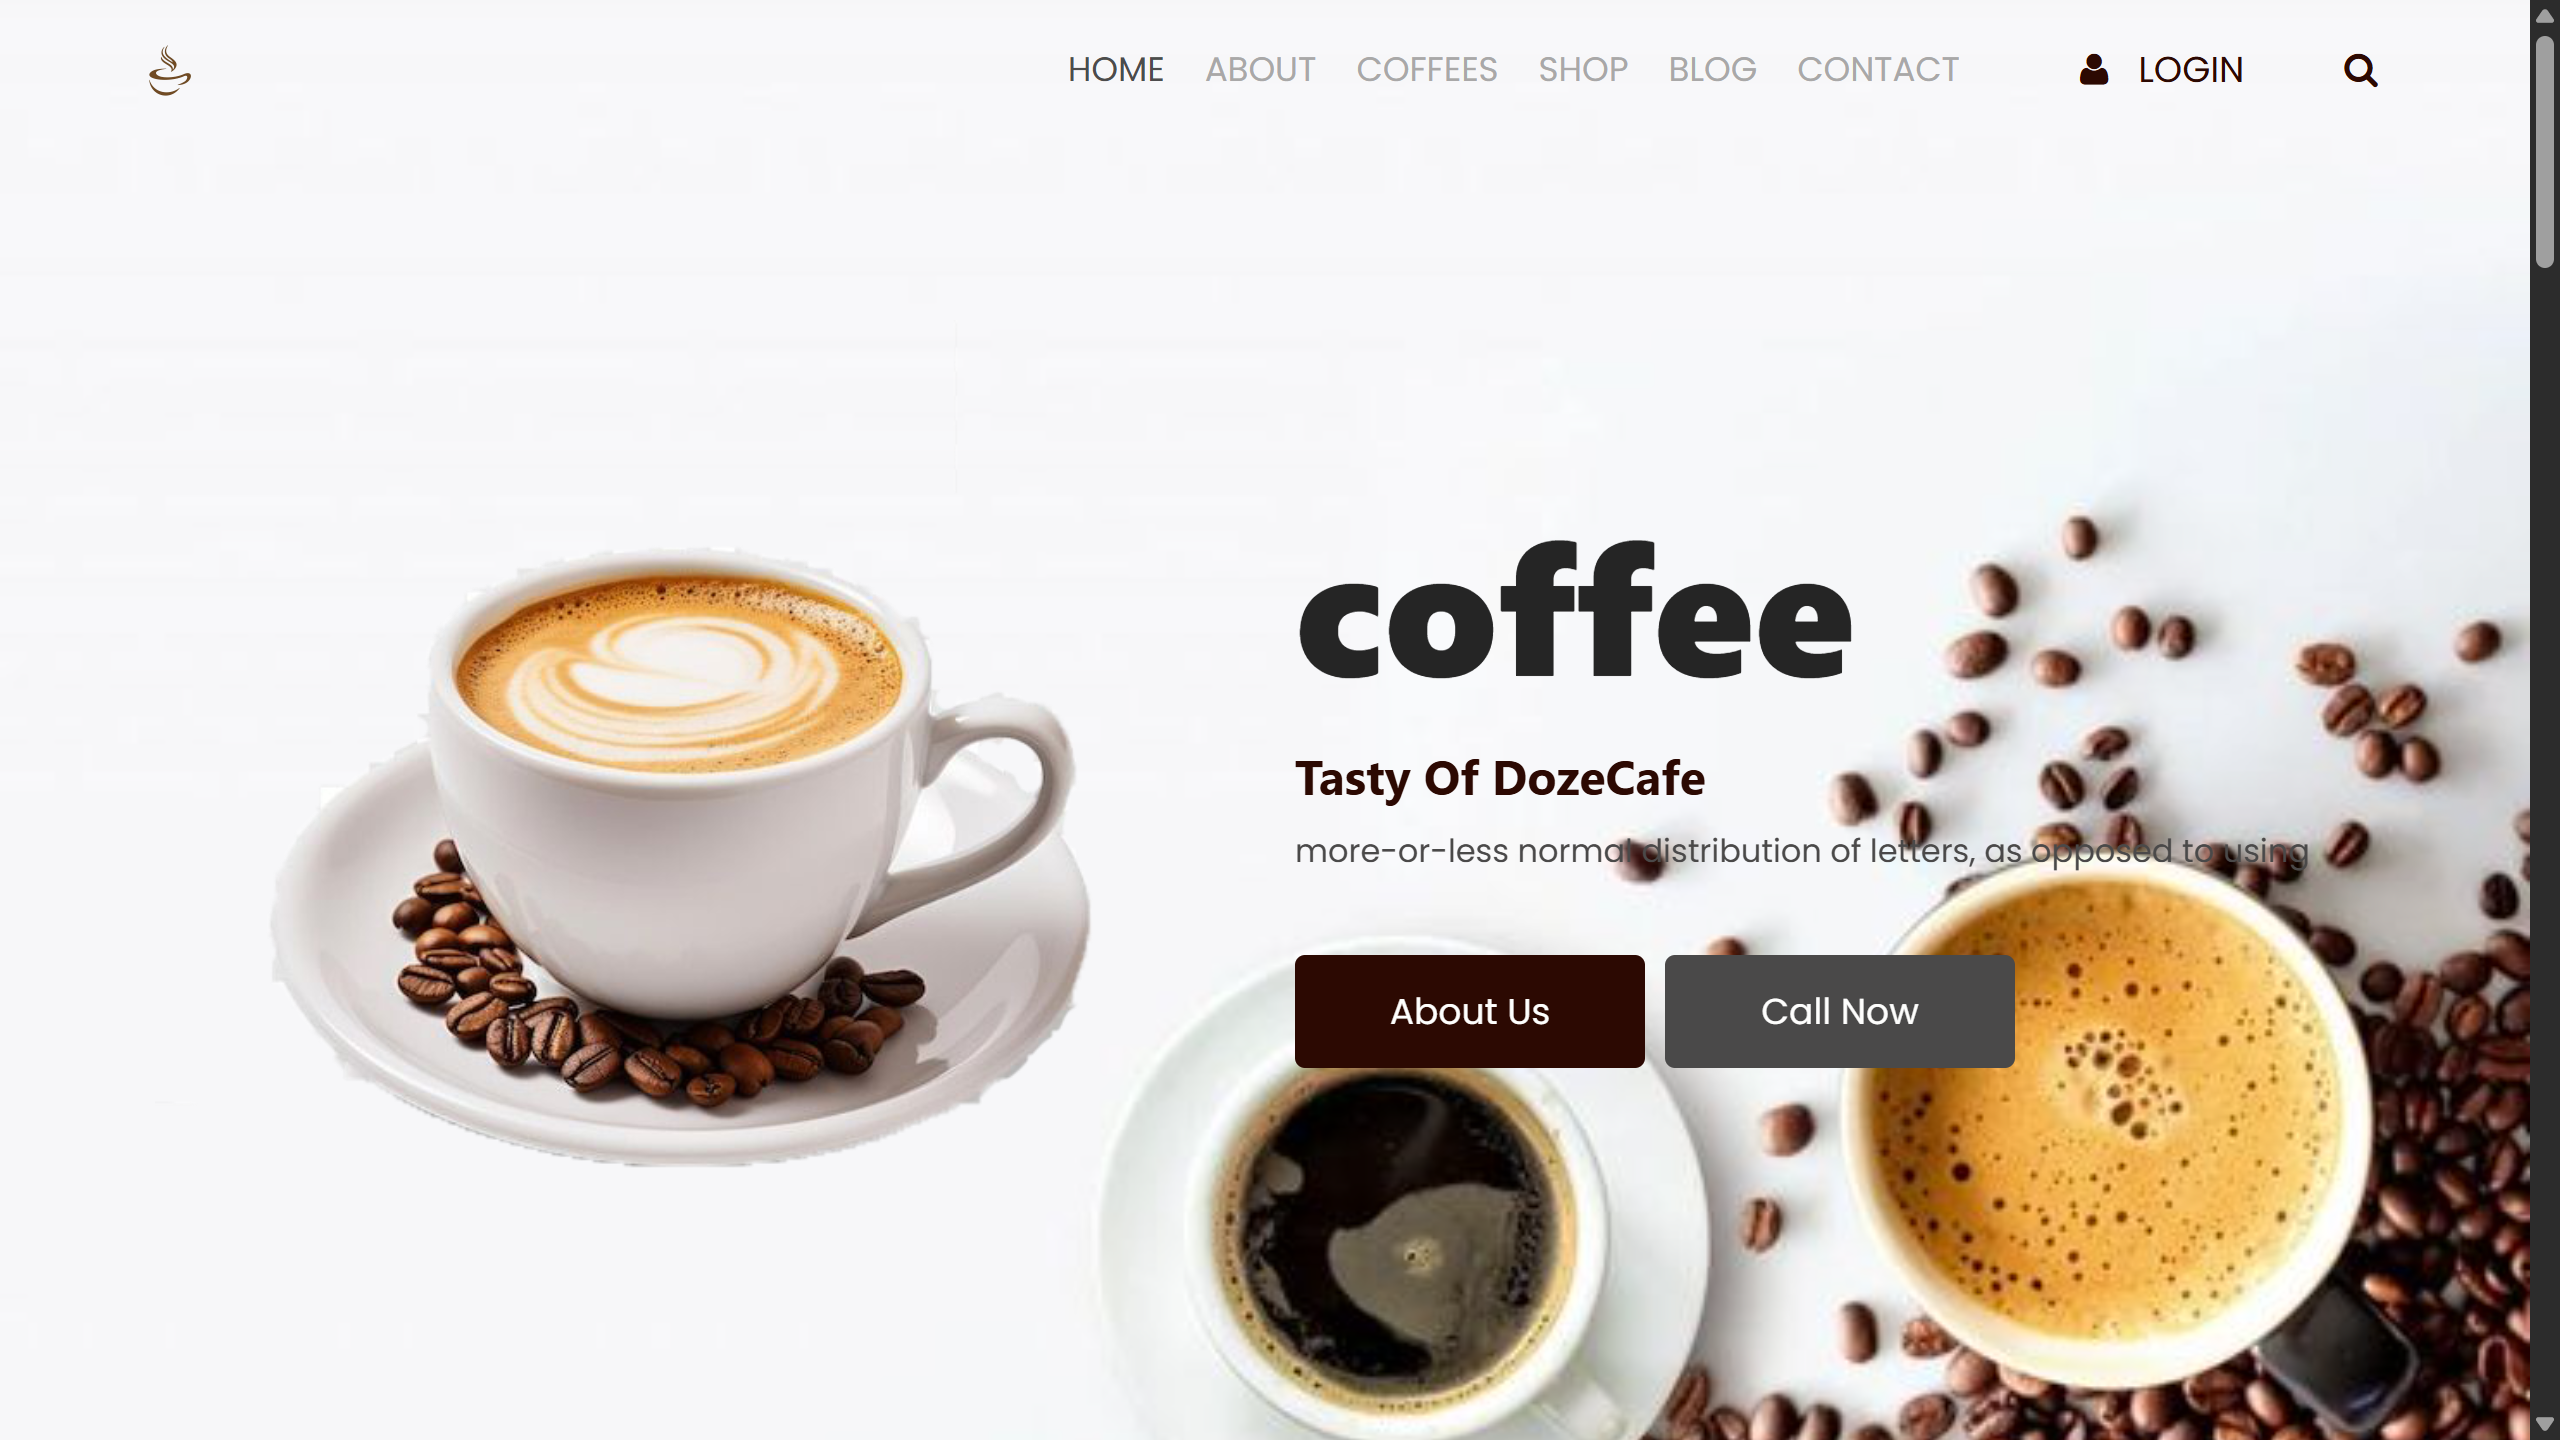 HOME ABOUT COFFEES SHOP BLOG CONTACT LOGIN
coffee
Tasty Of DozeCafe
more-or-less normal distribution of letters, as opposed to using
About Us Call Now